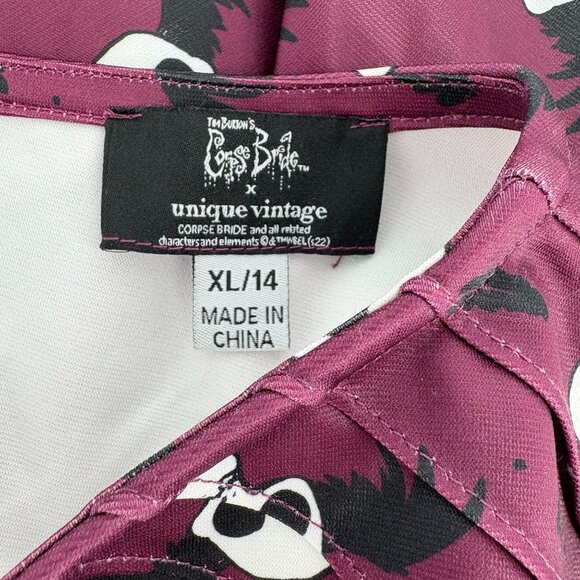 TIM BURTON'S
Corpse Bride™
x
unique vintage
CORPSE BRIDE and all related
characters and elements © & ™ WBEI. (s22)
XL/14
MADE IN
CHINA